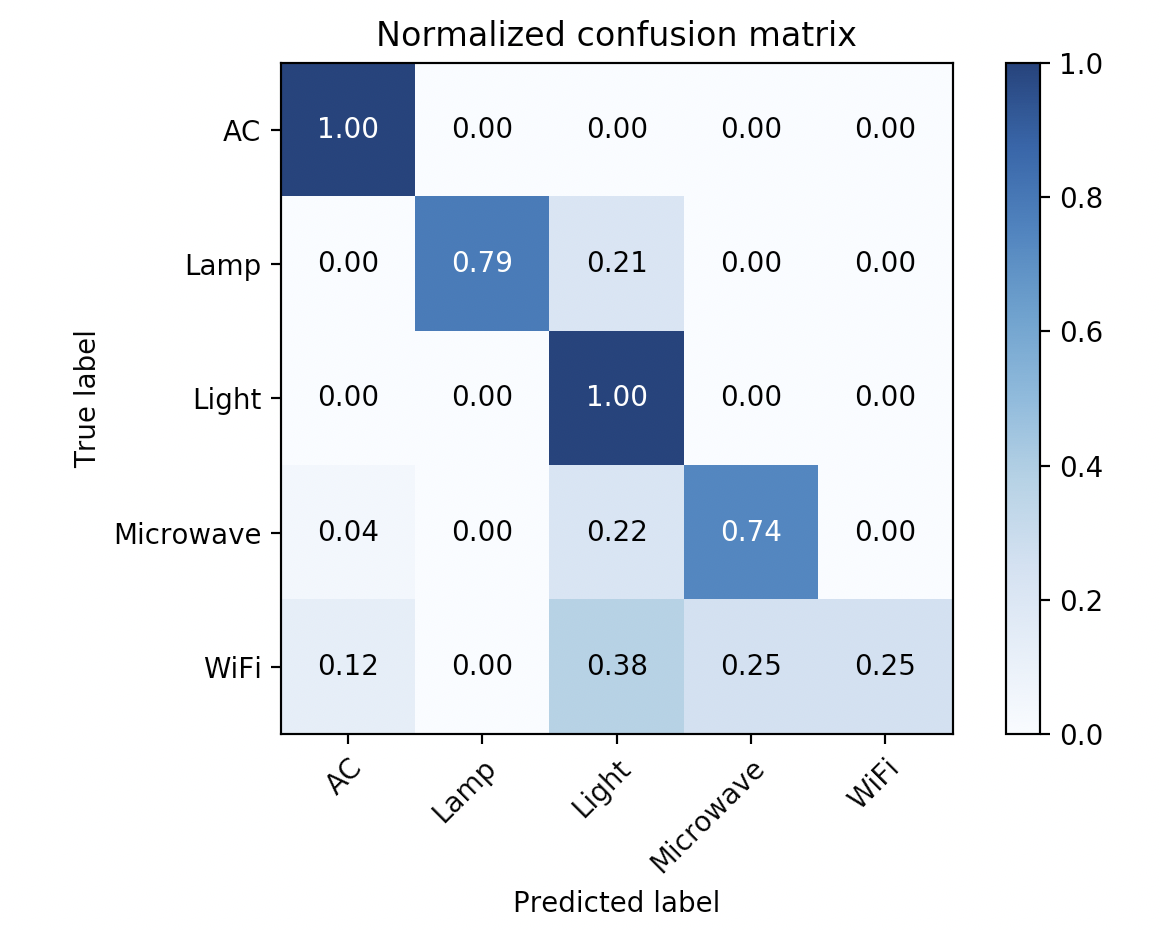 Normalized confusion matrix
True label
AC 1.00 0.00 0.00 0.00 0.00
Lamp 0.00 0.79 0.21 0.00 0.00
Light 0.00 0.00 1.00 0.00 0.00
Microwave 0.04 0.00 0.22 0.74 0.00
WiFi 0.12 0.00 0.38 0.25 0.25
AC Lamp Light Microwave WiFi
Predicted label
1.0
0.8
0.6
0.4
0.2
0.0